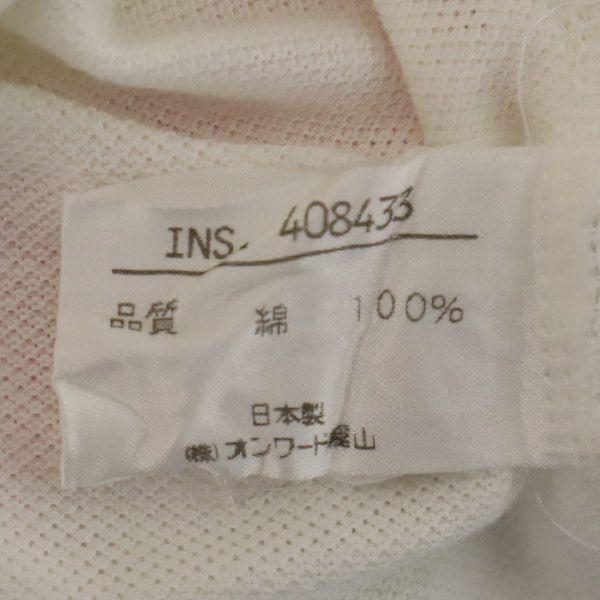 INS. 408433
品質 綿 100%
日本製
(株)オンワード樫山